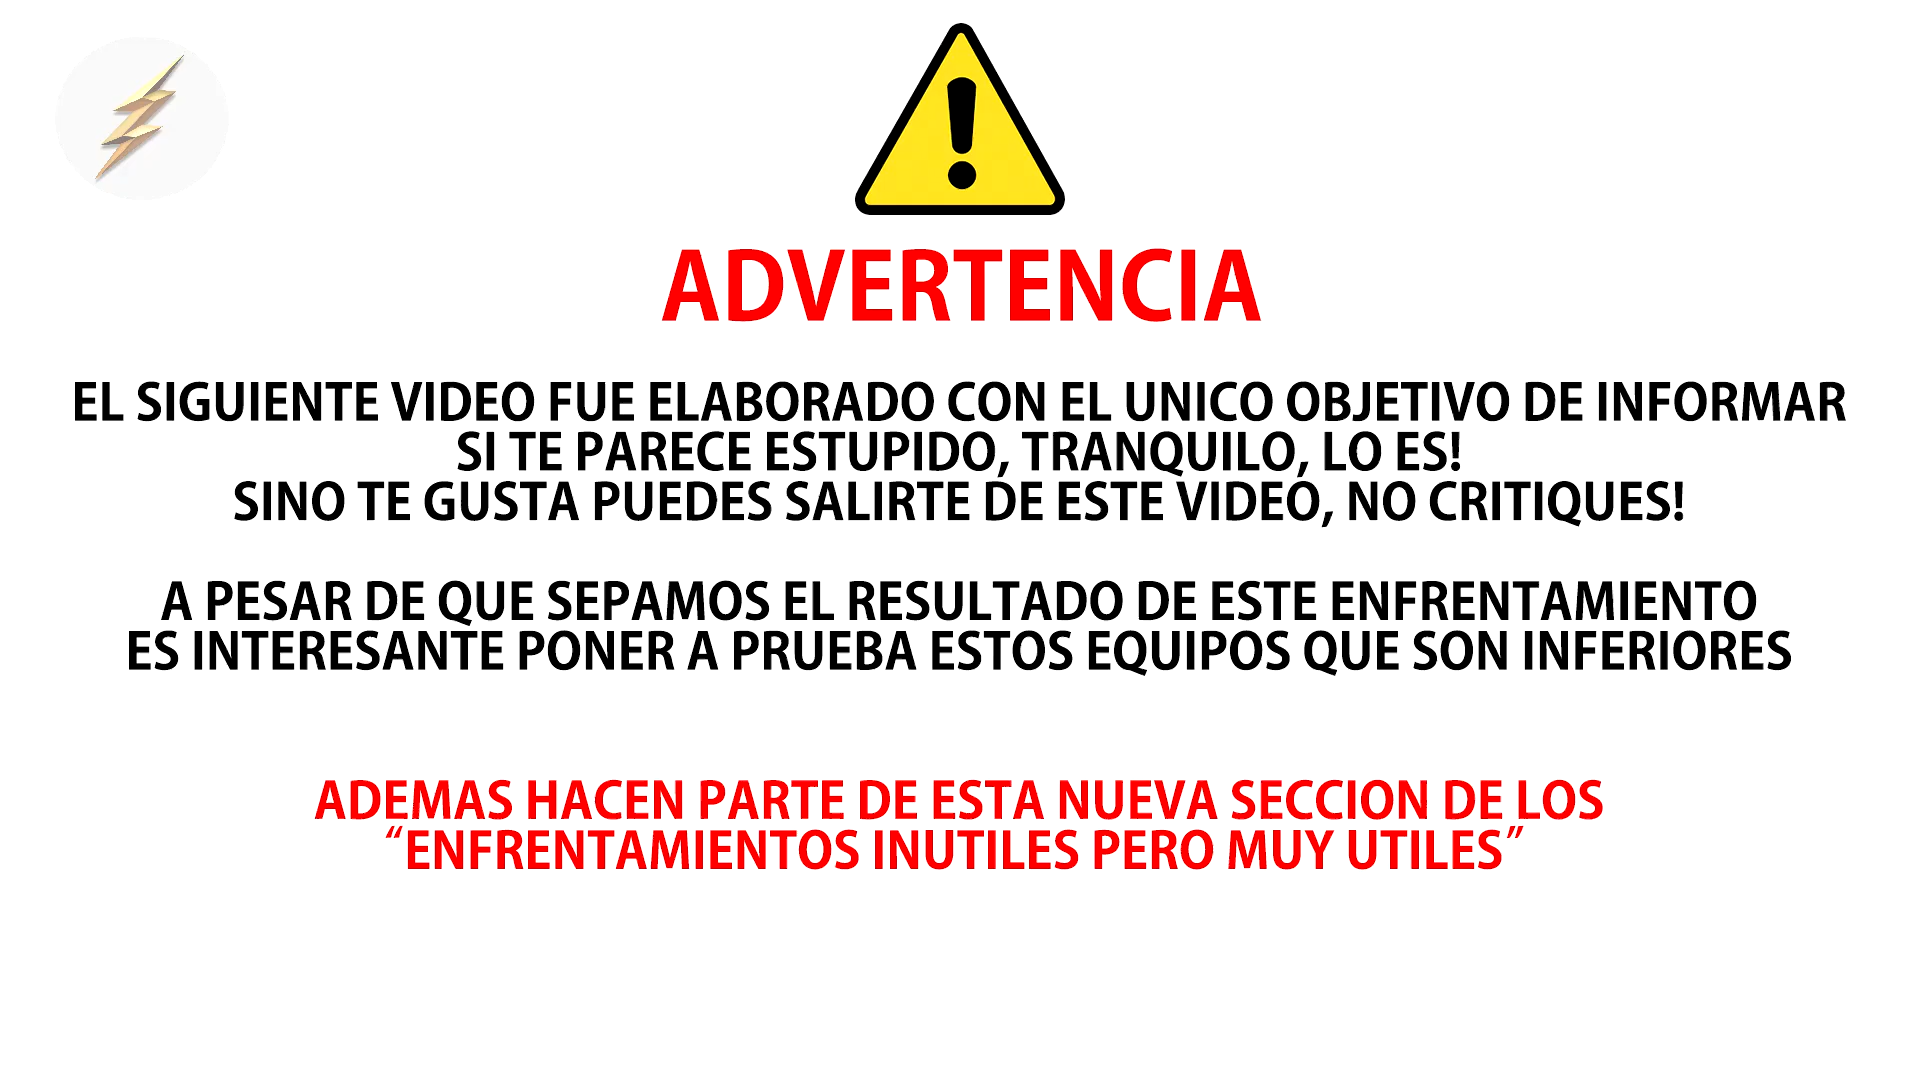 ADVERTENCIA
EL SIGUIENTE VIDEO FUE ELABORADO CON EL UNICO OBJETIVO DE INFORMAR
SI TE PARECE ESTUPIDO, TRANQUILO, LO ES!
SINO TE GUSTA PUEDES SALIRTE DE ESTE VIDEO, NO CRITIQUES!
A PESAR DE QUE SEPAMOS EL RESULTADO DE ESTE ENFRENTAMIENTO
ES INTERESANTE PONER A PRUEBA ESTOS EQUIPOS QUE SON INFERIORES
ADEMAS HACEN PARTE DE ESTA NUEVA SECCION DE LOS
“ENFRENTAMIENTOS INUTILES PERO MUY UTILES”